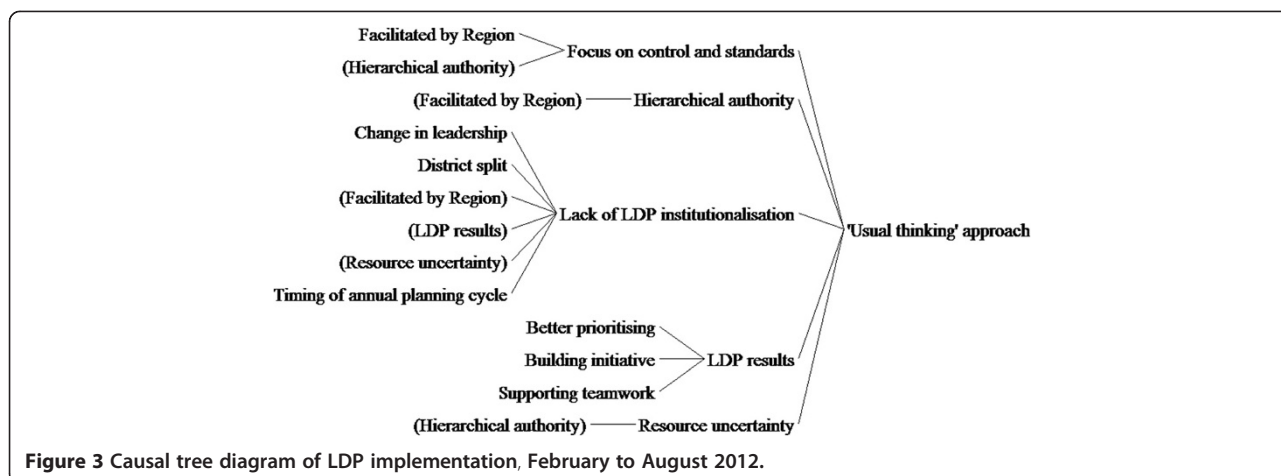 Facilitated by Region
Focus on control and standards
(Hierarchical authority)
(Facilitated by Region)
Hierarchical authority
Change in leadership
District split
(Facilitated by Region)
Lack of LDP institutionalisation
'Usual thinking' approach
(LDP results)
(Resource uncertainty)
Timing of annual planning cycle
Better prioritising
Building initiative
LDP results
Supporting teamwork
(Hierarchical authority)
Resource uncertainty
Figure 3 Causal tree diagram of LDP implementation, February to August 2012.